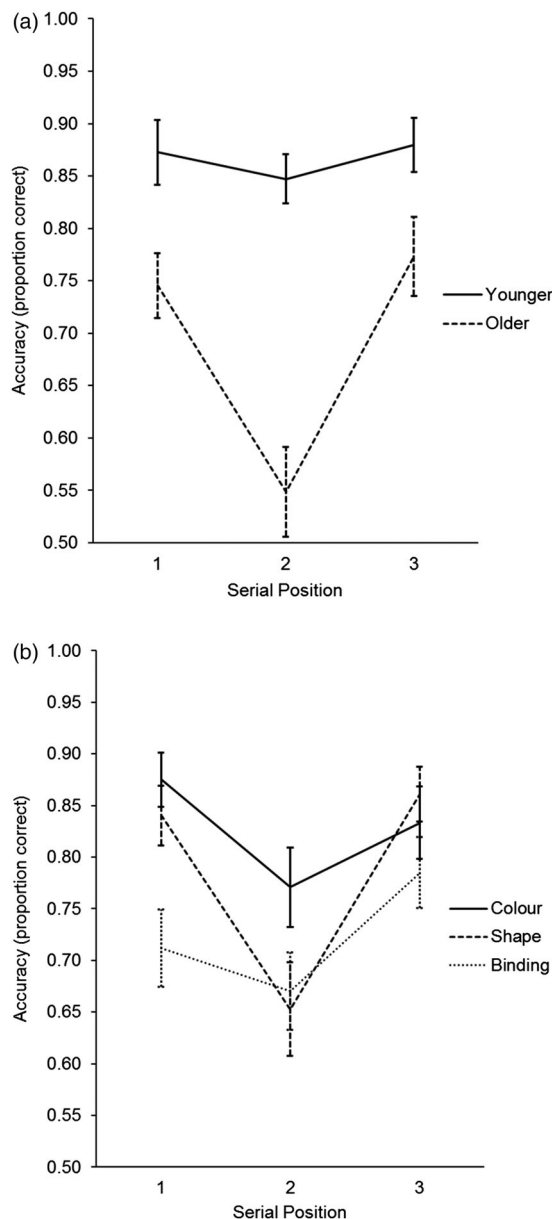 (a)
1.00
0.95
0.90
0.85
0.80
0.75
0.70
0.65
0.60
0.55
0.50
Accuracy (proportion correct)
1 2 3
Serial Position
Younger
Older
(b)
1.00
0.95
0.90
0.85
0.80
0.75
0.70
0.65
0.60
0.55
0.50
Accuracy (proportion correct)
1 2 3
Serial Position
Colour
Shape
Binding